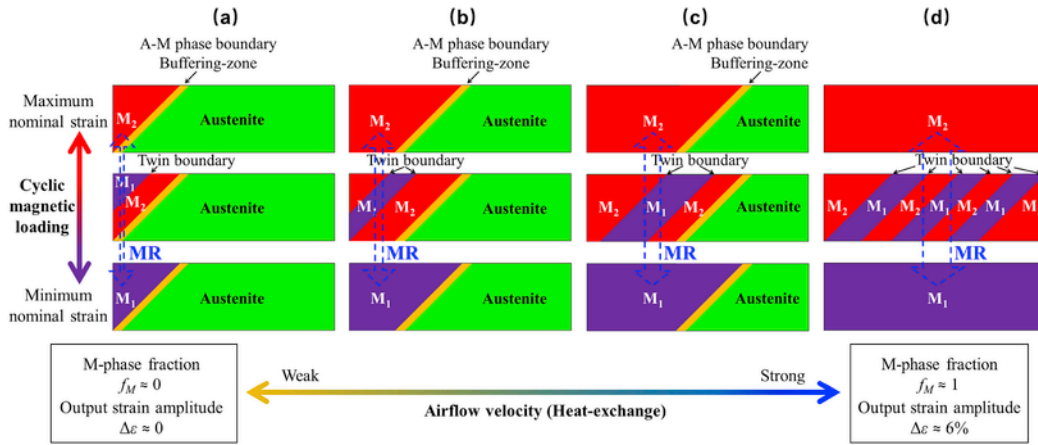 (a)
(b)
(c)
(d)
A-M phase boundary
Buffering-zone
A-M phase boundary
Buffering-zone
A-M phase boundary
Buffering-zone
Maximum
nominal strain
M₂
Austenite
M₂
Austenite
M₂
Austenite
M₂
Twin boundary
Twin boundary
Twin boundary
Twin boundary
Cyclic
magnetic
loading
M₁
M₂
Austenite
M₁
M₂
Austenite
M₂
M₁
M₂
Austenite
M₂
M₁
M₂
M₁
M₂
M₁
M
MR
MR
MR
MR
Minimum
nominal strain
M₁
Austenite
M₁
Austenite
M₁
Austenite
M₁
M-phase fraction
f_M ≈ 0
Output strain amplitude
Δε ≈ 0
Weak
Strong
Airflow velocity (Heat-exchange)
M-phase fraction
f_M ≈ 1
Output strain amplitude
Δε ≈ 6%